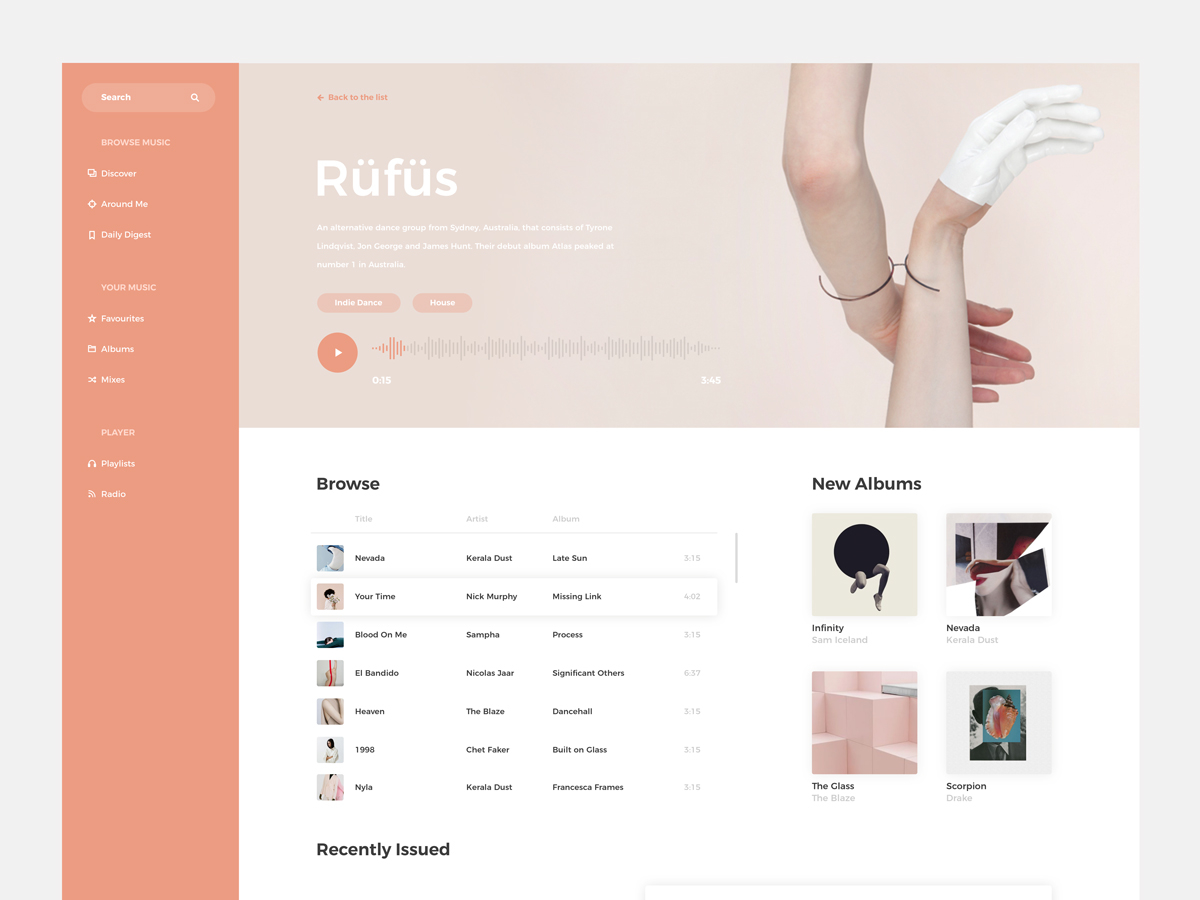 Search
BROWSE MUSIC
Discover
Around Me
Daily Digest
YOUR MUSIC
Favourites
Albums
Mixes
PLAYER
Playlists
Radio
Back to the list
Rüfüs
An alternative dance group from Sydney, Australia, that consists of Tyrone
Lindqvist, Jon George and James Hunt. Their debut album Atlas peaked at
number 1 in Australia.
Indie Dance House
0:15 3:45
Browse
Title Artist Album
Nevada Kerala Dust Late Sun 3:15
Your Time Nick Murphy Missing Link 4:02
Blood On Me Sampha Process 3:15
El Bandido Nicolas Jaar Significant Others 6:37
Heaven The Blaze Dancehall 3:15
1998 Chet Faker Built on Glass 3:15
Nyla Kerala Dust Francesca Frames 3:15
New Albums
Infinity
Sam Iceland
Nevada
Kerala Dust
The Glass
The Blaze
Scorpion
Drake
Recently Issued